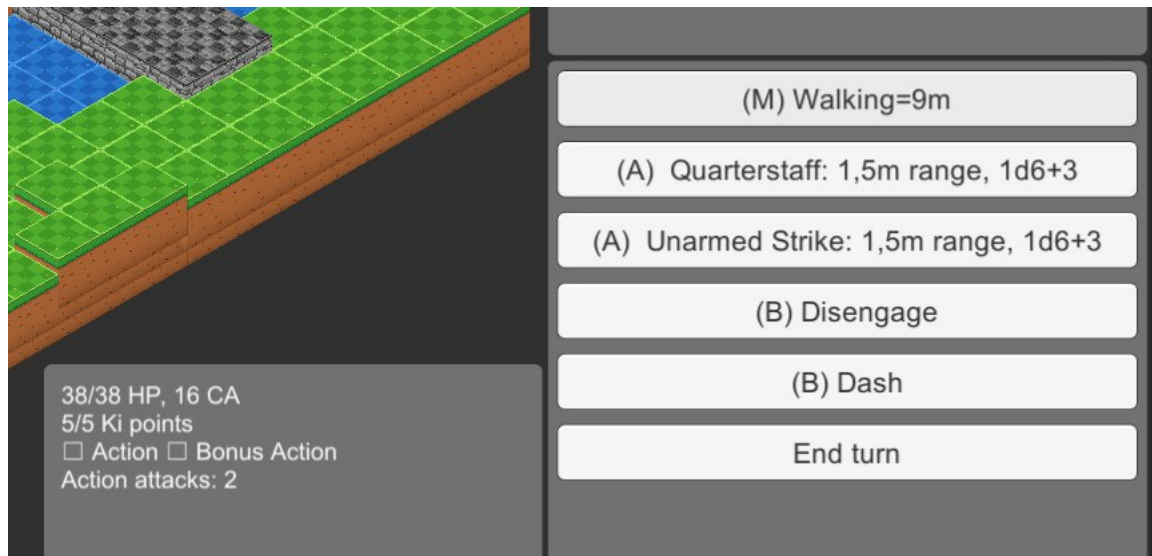 (M) Walking=9m
(A) Quarterstaff: 1,5m range, 1d6+3
(A) Unarmed Strike: 1,5m range, 1d6+3
(B) Disengage
(B) Dash
End turn
38/38 HP, 16 CA
5/5 Ki points
☐ Action ☐ Bonus Action
Action attacks: 2